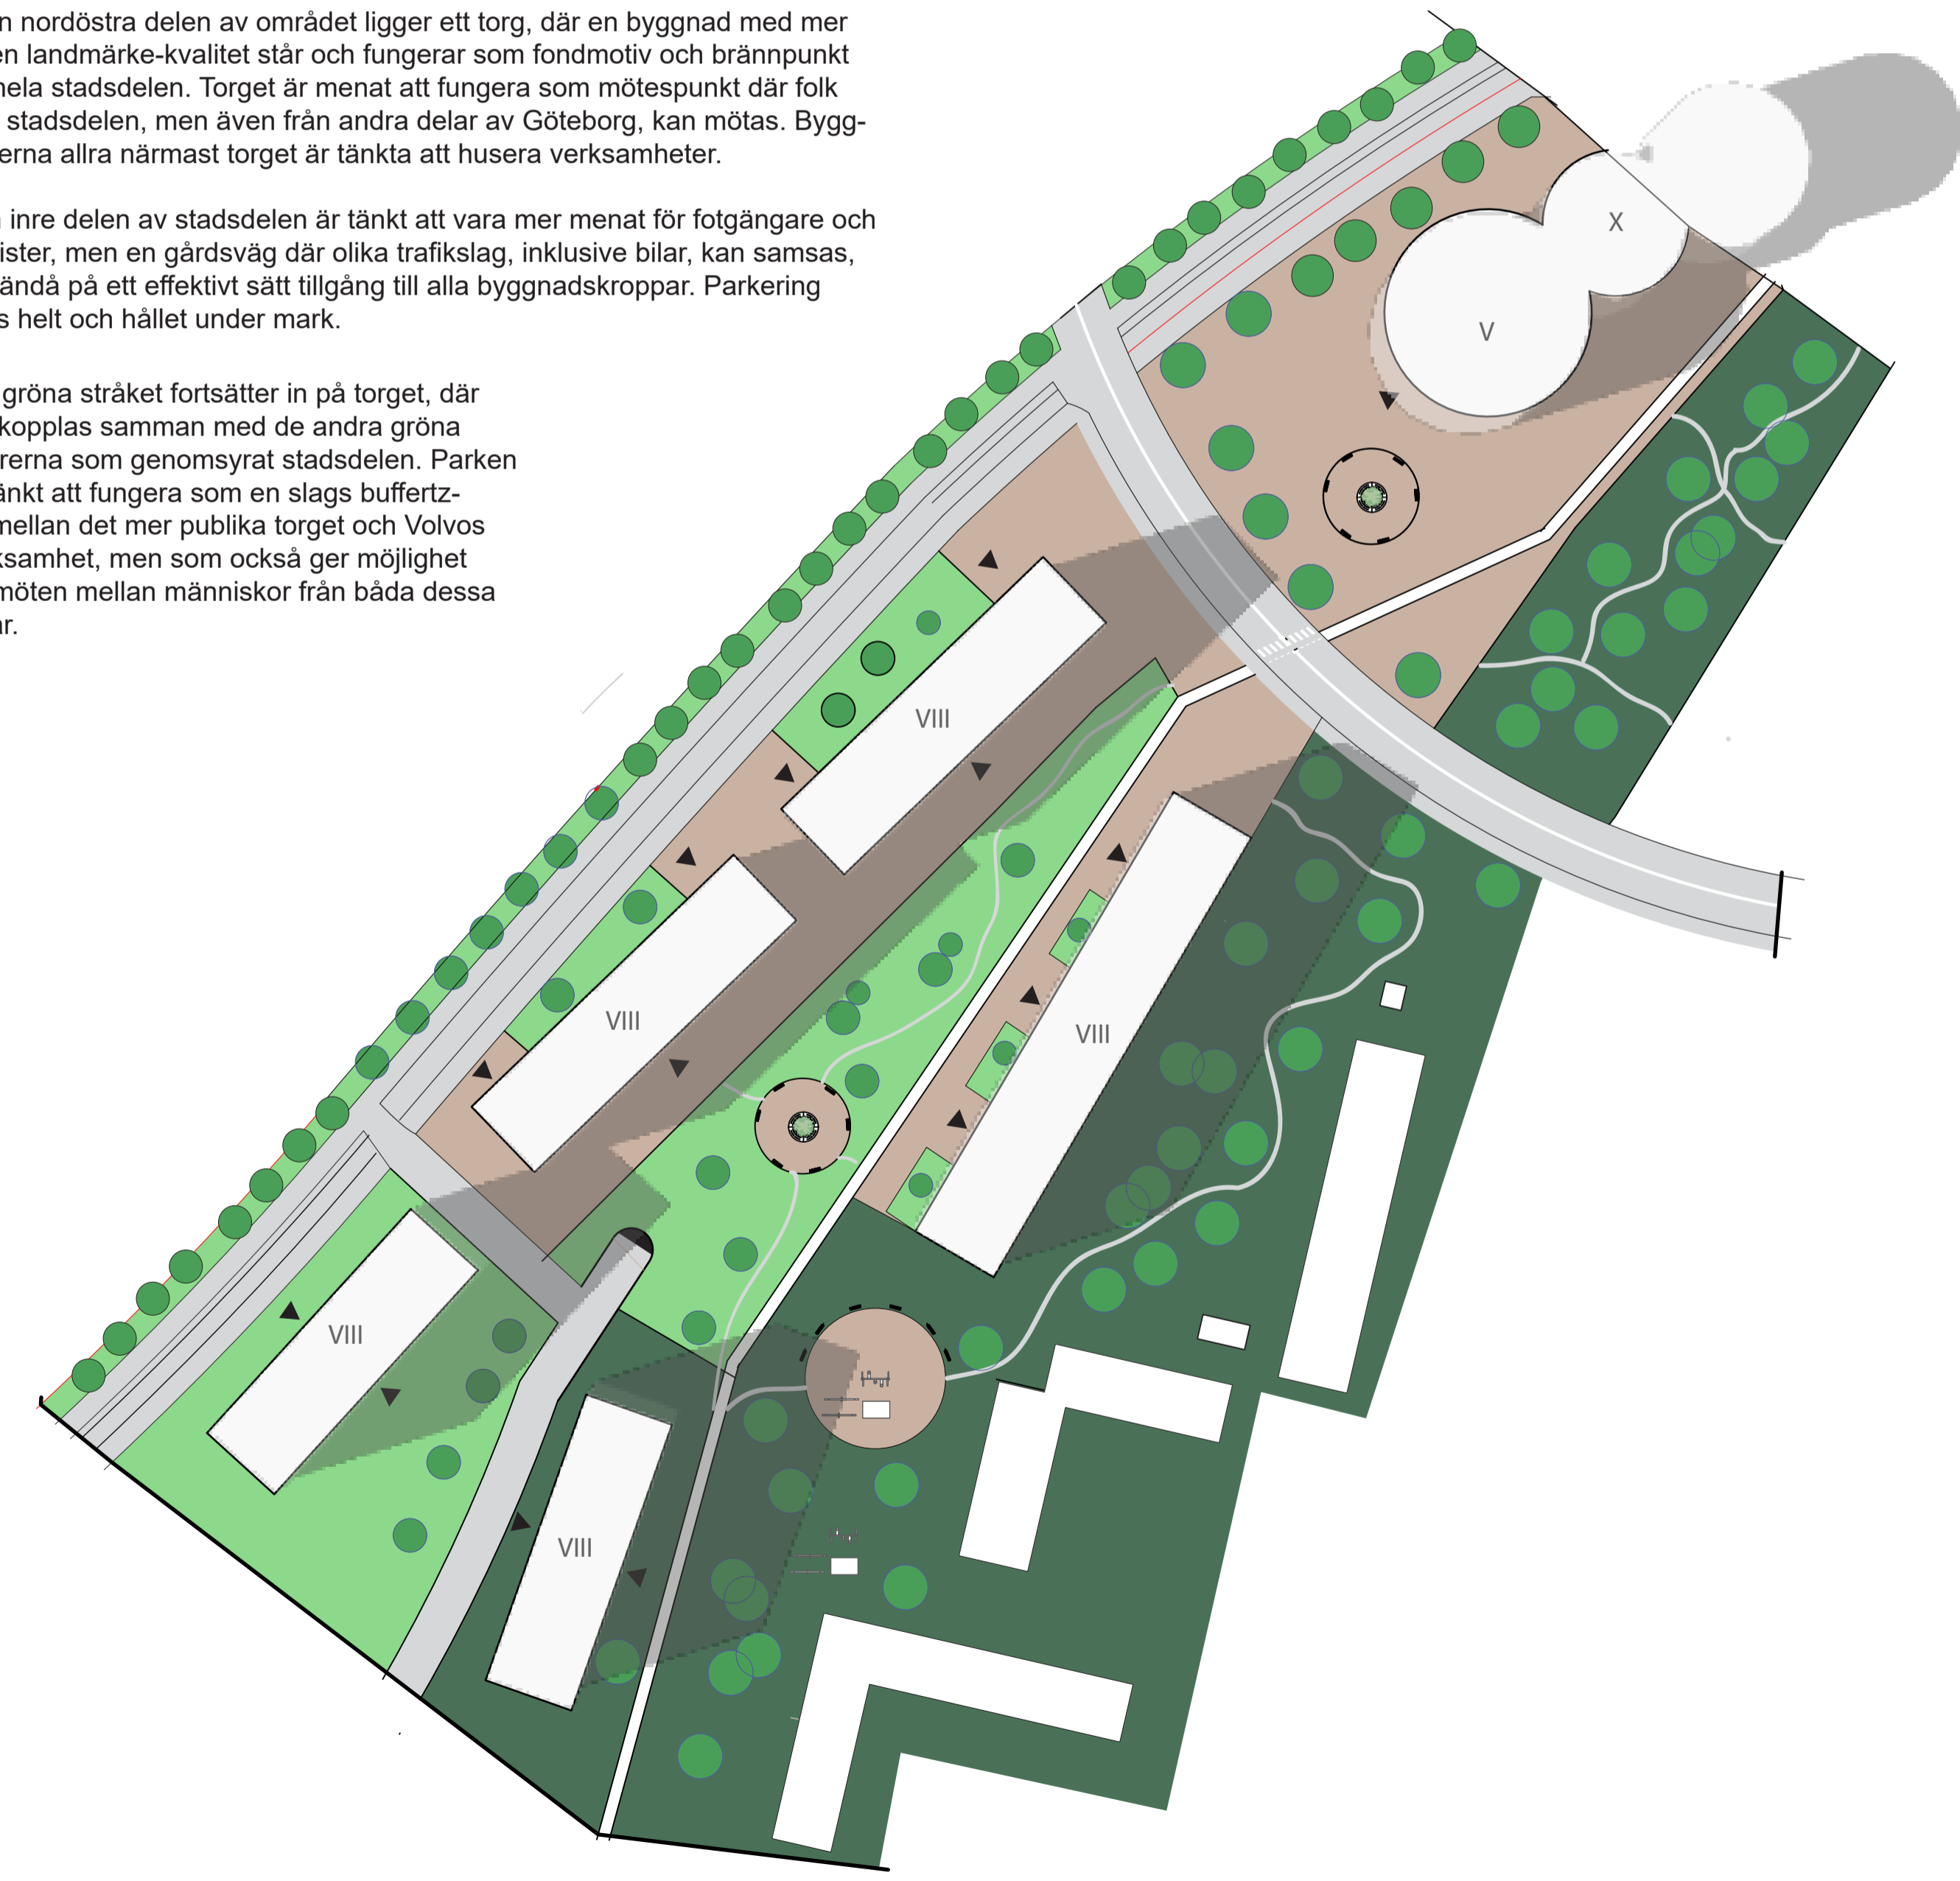 n nordöstra delen av området ligger ett torg, där en byggnad med mer
en landmärke-kvalitet står och fungerar som fondmotiv och brännpunkt
hela stadsdelen. Torget är menat att fungera som mötespunkt där folk
stadsdelen, men även från andra delar av Göteborg, kan mötas. Bygg-
erna allra närmast torget är tänkta att husera verksamheter.
inre delen av stadsdelen är tänkt att vara mer menat för fotgängare och
ister, men en gårdsväg där olika trafikslag, inklusive bilar, kan samsas,
ändå på ett effektivt sätt tillgång till alla byggnadskroppar. Parkering
s helt och hållet under mark.
gröna stråket fortsätter in på torget, där
kopplas samman med de andra gröna
rerna som genomsyrat stadsdelen. Parken
änkt att fungera som en slags buffertz-
mellan det mer publika torget och Volvos
ksamhet, men som också ger möjlighet
möten mellan människor från båda dessa
ar.
X
V
VIII
VIII
VIII
VIII
VIII